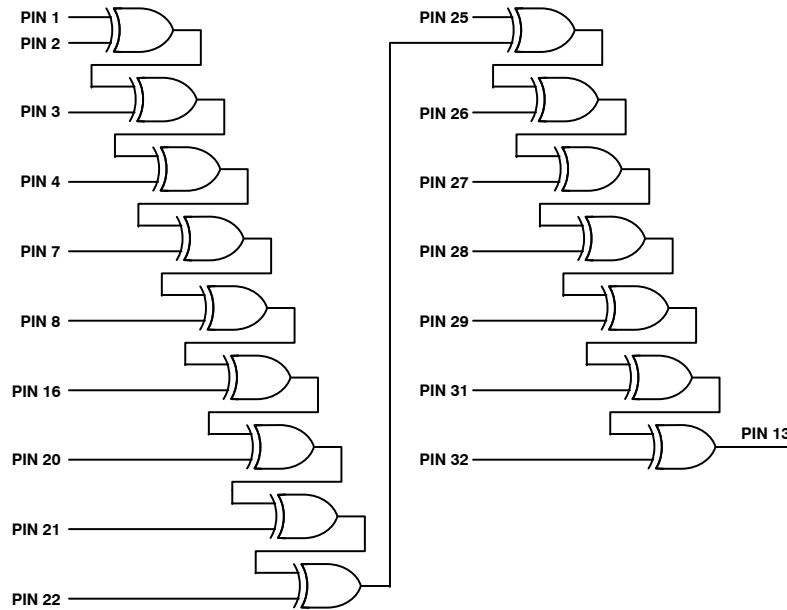 PIN 1
PIN 2
PIN 3
PIN 4
PIN 7
PIN 8
PIN 16
PIN 20
PIN 21
PIN 22
PIN 25
PIN 26
PIN 27
PIN 28
PIN 29
PIN 31
PIN 32
PIN 13